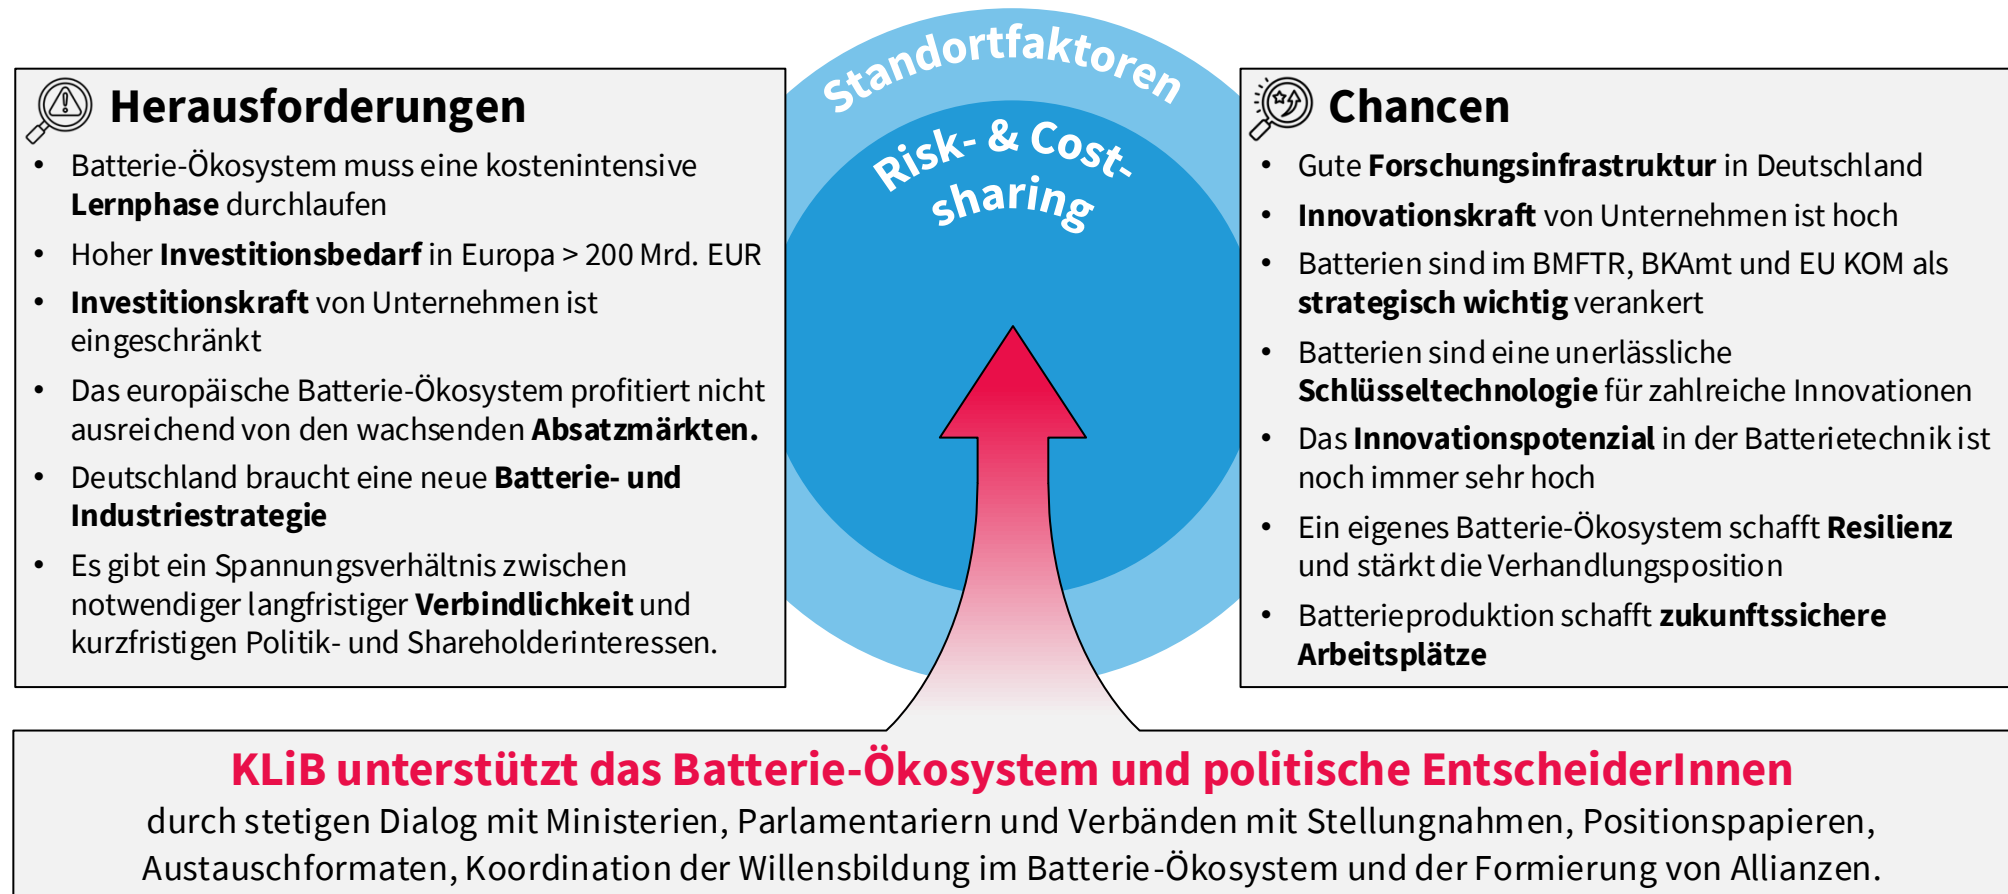 Standortfaktoren
Risk- & Cost-
sharing
Herausforderungen
• Batterie-Ökosystem muss eine kostenintensive
Lernphase durchlaufen
• Hoher Investitionsbedarf in Europa > 200 Mrd. EUR
• Investitionskraft von Unternehmen ist
eingeschränkt
• Das europäische Batterie-Ökosystem profitiert nicht
ausreichend von den wachsenden Absatzmärkten.
• Deutschland braucht eine neue Batterie- und
Industriestrategie
• Es gibt ein Spannungsverhältnis zwischen
notwendiger langfristiger Verbindlichkeit und
kurzfristigen Politik- und Shareholderinteressen.
Chancen
• Gute Forschungsinfrastruktur in Deutschland
• Innovationskraft von Unternehmen ist hoch
• Batterien sind im BMFTR, BKAmt und EU KOM als
strategisch wichtig verankert
• Batterien sind eine unerlässliche
Schlüsseltechnologie für zahlreiche Innovationen
• Das Innovationspotenzial in der Batterietechnik ist
noch immer sehr hoch
• Ein eigenes Batterie-Ökosystem schafft Resilienz
und stärkt die Verhandlungsposition
• Batterieproduktion schafft zukunftssichere
Arbeitsplätze
KLiB unterstützt das Batterie-Ökosystem und politische EntscheiderInnen
durch stetigen Dialog mit Ministerien, Parlamentariern und Verbänden mit Stellungnahmen, Positionspapieren,
Austauschformaten, Koordination der Willensbildung im Batterie-Ökosystem und der Formierung von Allianzen.